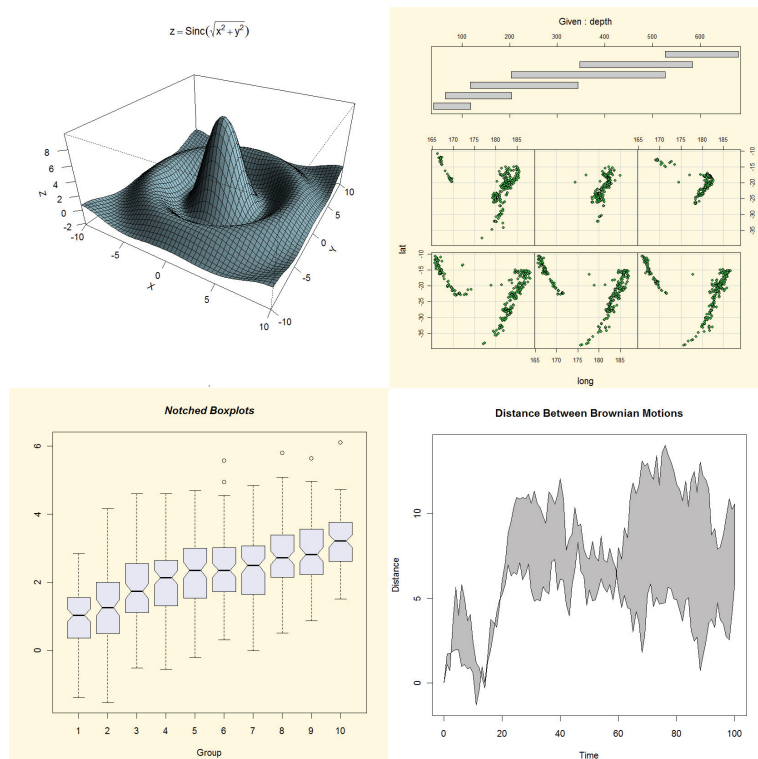 z = Sinc(√x² + y²)
8
6
4
2
0
-2
Z
-10
-5
0
5
10
X
-10
-5
0
5
10
Y
Given : depth
100 200 300 400 500 600
165 170 175 180 185
165 170 175 180 185
-10
-15
-20
-25
-30
-35
lat
-10
-15
-20
-25
-30
-35
165 170 175 180 185
long
Notched Boxplots
6
4
2
0
1 2 3 4 5 6 7 8 9 10
Group
Distance Between Brownian Motions
10
5
0
Distance
0 20 40 60 80 100
Time